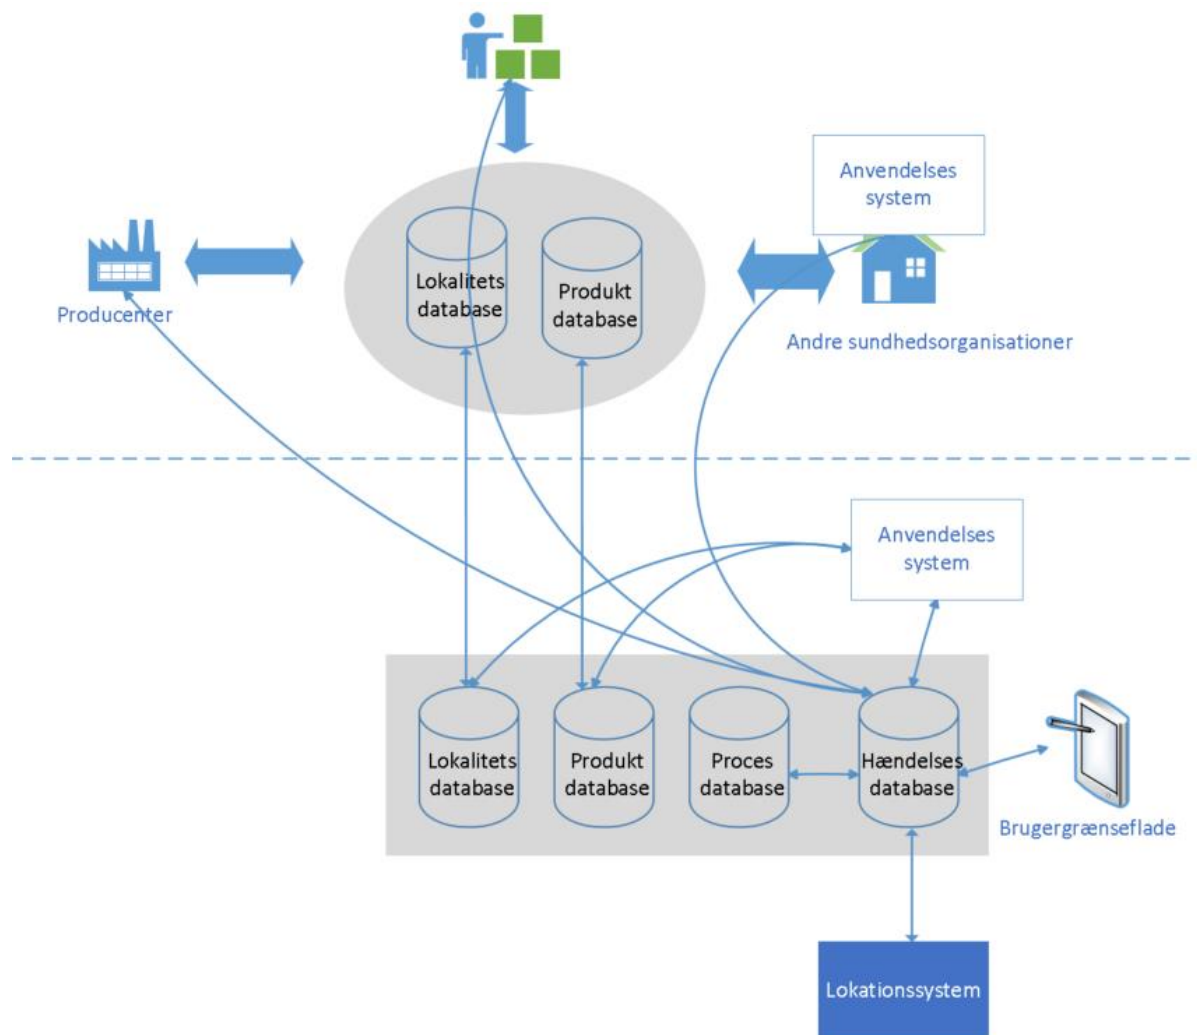 Anvendelses
system
Lokalitets
database
Produkt
database
Producenter
Andre sundhedsorganisationer
Anvendelses
system
Lokalitets
database
Produkt
database
Proces
database
Hændelses
database
Brugergrænseflade
Lokationssystem